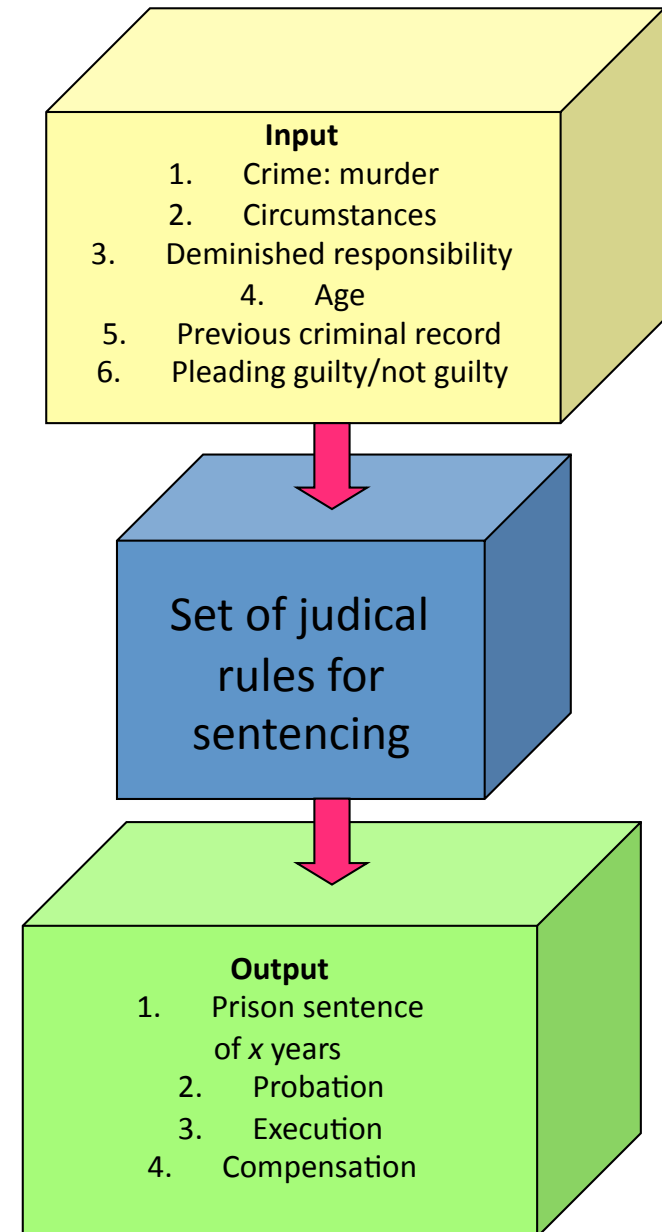 Input
1. Crime: murder
2. Circumstances
3. Deminished responsibility
4. Age
5. Previous criminal record
6. Pleading guilty/not guilty
Set of judical
rules for
sentencing
Output
1. Prison sentence
of x years
2. Probation
3. Execution
4. Compensation